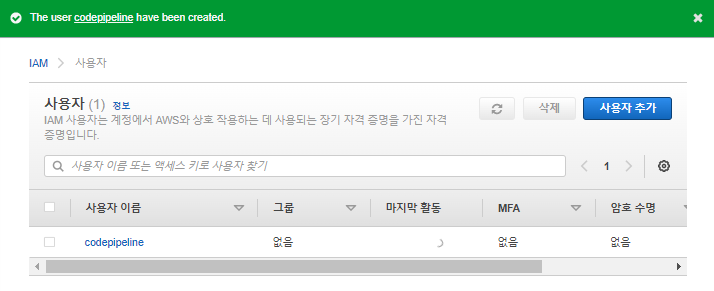 The user codepipeline have been created.
IAM > 사용자
사용자 (1) 정보
IAM 사용자는 계정에서 AWS와 상호 작용하는 데 사용되는 장기 자격 증명을 가진 자격
증명입니다.
삭제
사용자 추가
사용자 이름 또는 액세스 키로 사용자 찾기
1
사용자 이름 그룹 마지막 활동 MFA 암호 수명
codepipeline 없음 없음 없음